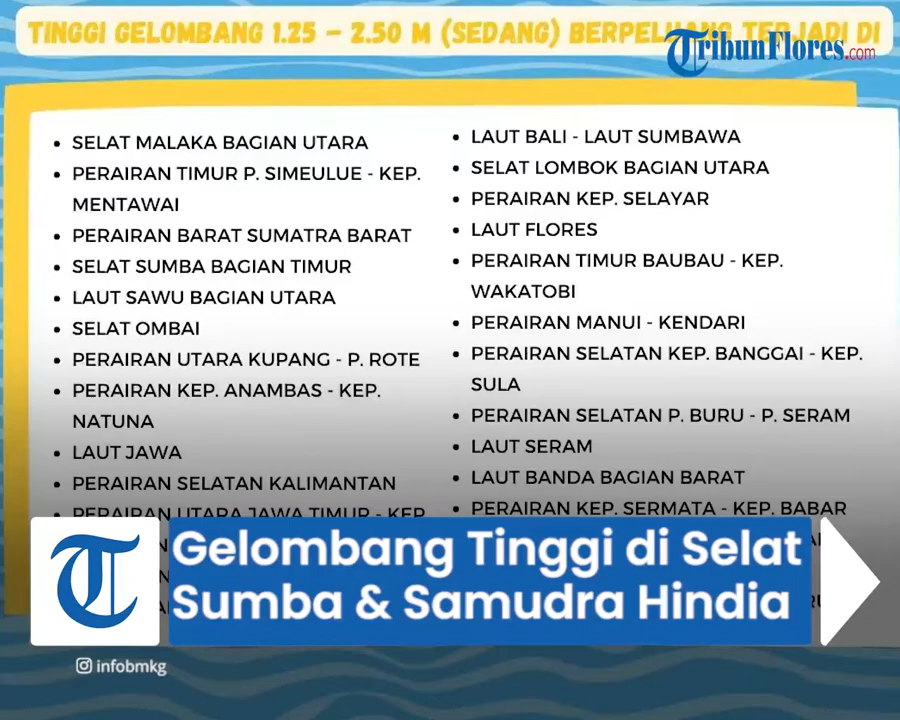 TINGGI GELOMBANG 1.25 – 2.50 M (SEDANG) BERPELUANG TERJADI DI
TribunFlores.com
• SELAT MALAKA BAGIAN UTARA
• PERAIRAN TIMUR P. SIMEULUE - KEP.
MENTAWAI
• PERAIRAN BARAT SUMATRA BARAT
• SELAT SUMBA BAGIAN TIMUR
• LAUT SAWU BAGIAN UTARA
• SELAT OMBAI
• PERAIRAN UTARA KUPANG - P. ROTE
• PERAIRAN KEP. ANAMBAS - KEP.
NATUNA
• LAUT JAWA
• PERAIRAN SELATAN KALIMANTAN
• PERAIRAN UTARA JAWA TIMUR - KEP.
• LAUT BALI - LAUT SUMBAWA
• SELAT LOMBOK BAGIAN UTARA
• PERAIRAN KEP. SELAYAR
• LAUT FLORES
• PERAIRAN TIMUR BAUBAU - KEP.
WAKATOBI
• PERAIRAN MANUI - KENDARI
• PERAIRAN SELATAN KEP. BANGGAI - KEP.
SULA
• PERAIRAN SELATAN P. BURU - P. SERAM
• LAUT SERAM
• LAUT BANDA BAGIAN BARAT
• PERAIRAN KEP. SERMATA - KEP. BABAR
T
Gelombang Tinggi di Selat
Sumba & Samudra Hindia
infobmkg